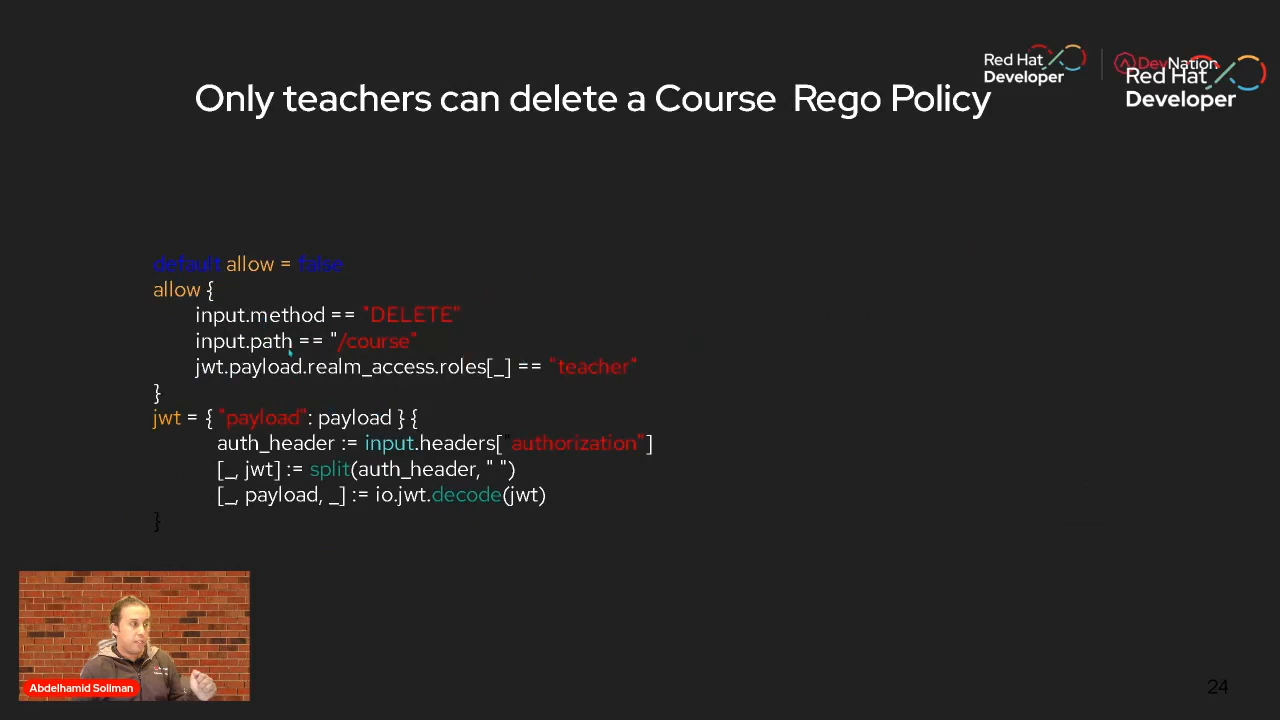 Red Hat
Developer
DevNation
Red Hat
Developer
Only teachers can delete a Course  Rego Policy
default allow = false
allow {
input.method == "DELETE"
input.path == "/course"
jwt.payload.realm_access.roles[_] == "teacher"
}
jwt = { "payload": payload } {
auth_header := input.headers["authorization"]
[_, jwt] := split(auth_header, " ")
[_, payload, _] := io.jwt.decode(jwt)
}
Abdelhamid Soliman
24